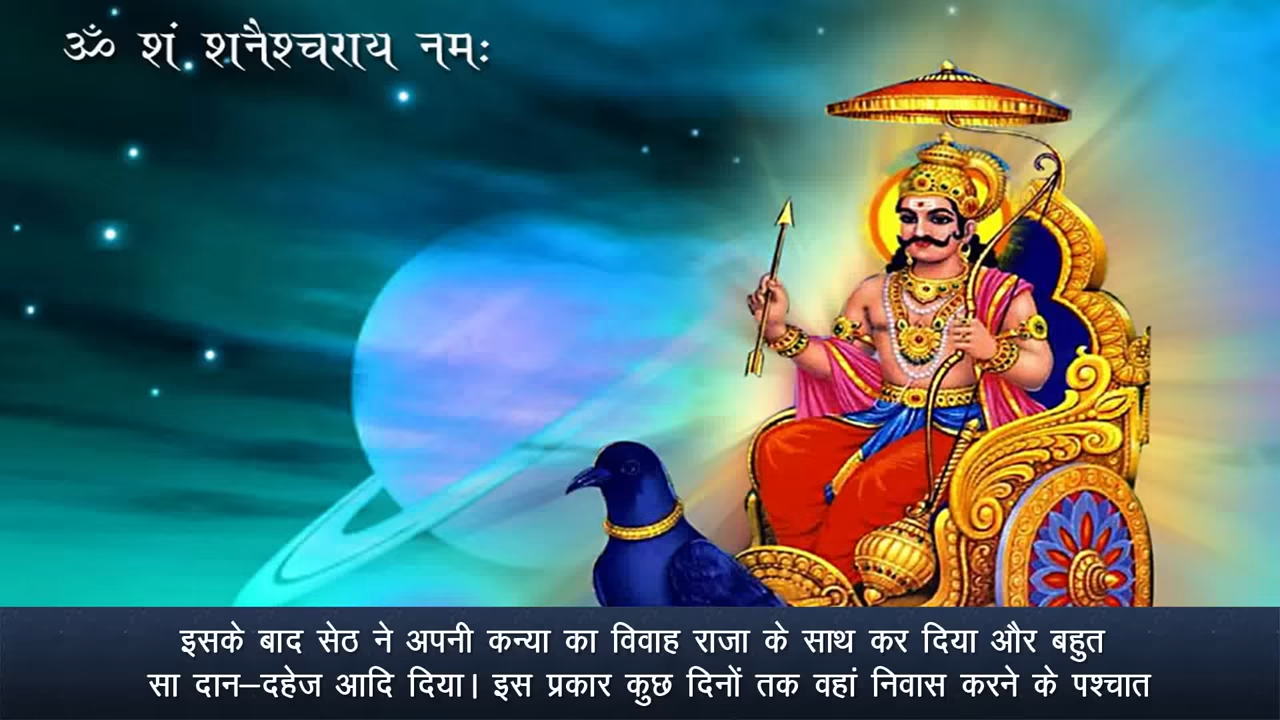 ॐ शं शनैश्चराय नमः
इसके बाद सेठ ने अपनी कन्या का विवाह राजा के साथ कर दिया और बहुत
सा दान–दहेज आदि दिया। इस प्रकार कुछ दिनों तक वहां निवास करने के पश्चात